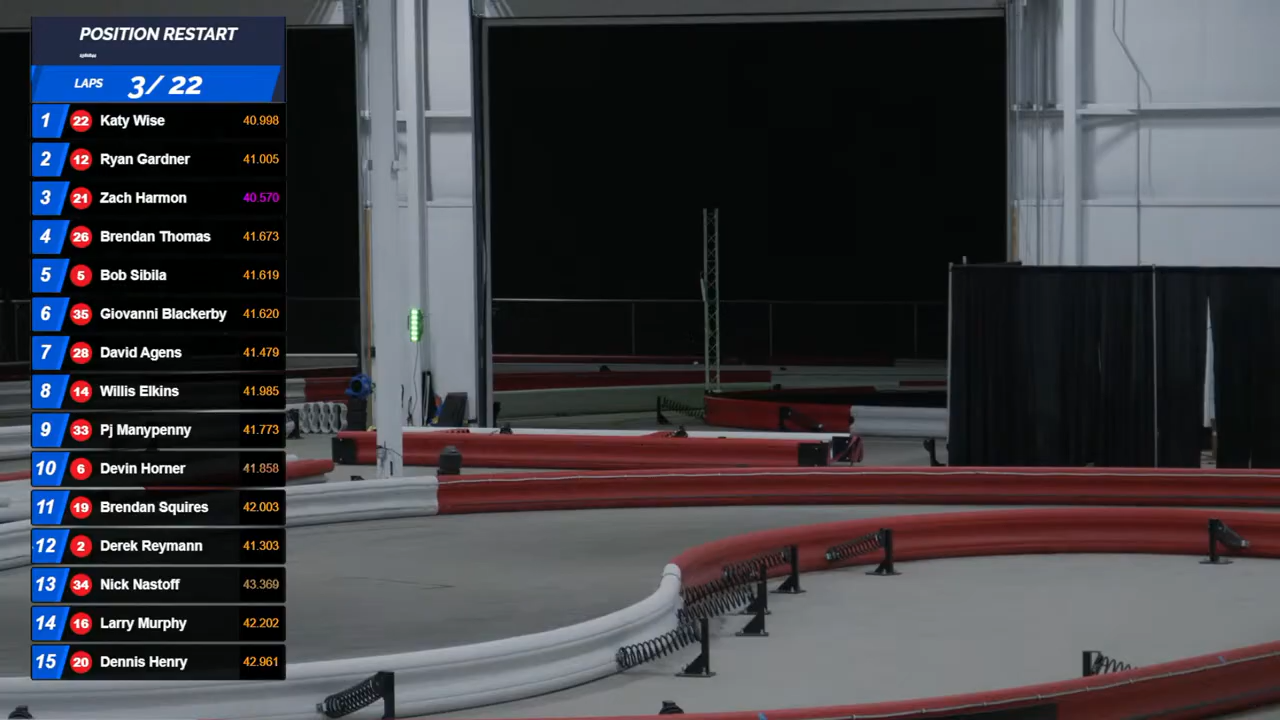 POSITION RESTART
LAPS 3/ 22
1 22 Katy Wise 40.998
2 12 Ryan Gardner 41.005
3 21 Zach Harmon 40.570
4 26 Brendan Thomas 41.673
5 5 Bob Sibila 41.619
6 35 Giovanni Blackerby 41.620
7 28 David Agens 41.479
8 14 Willis Elkins 41.985
9 33 Pj Manypenny 41.773
10 6 Devin Horner 41.858
11 19 Brendan Squires 42.003
12 2 Derek Reymann 41.303
13 34 Nick Nastoff 43.369
14 16 Larry Murphy 42.202
15 20 Dennis Henry 42.961